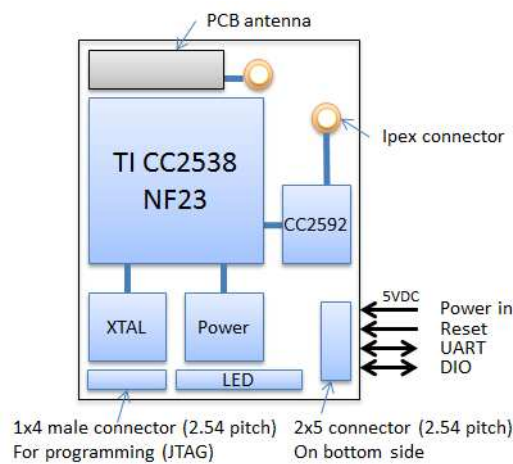 PCB antenna
Ipex connector
TI CC2538
NF23
CC2592
XTAL
Power
LED
5VDC
Power in
Reset
UART
DIO
1x4 male connector (2.54 pitch)
For programming (JTAG)
2x5 connector (2.54 pitch)
On bottom side